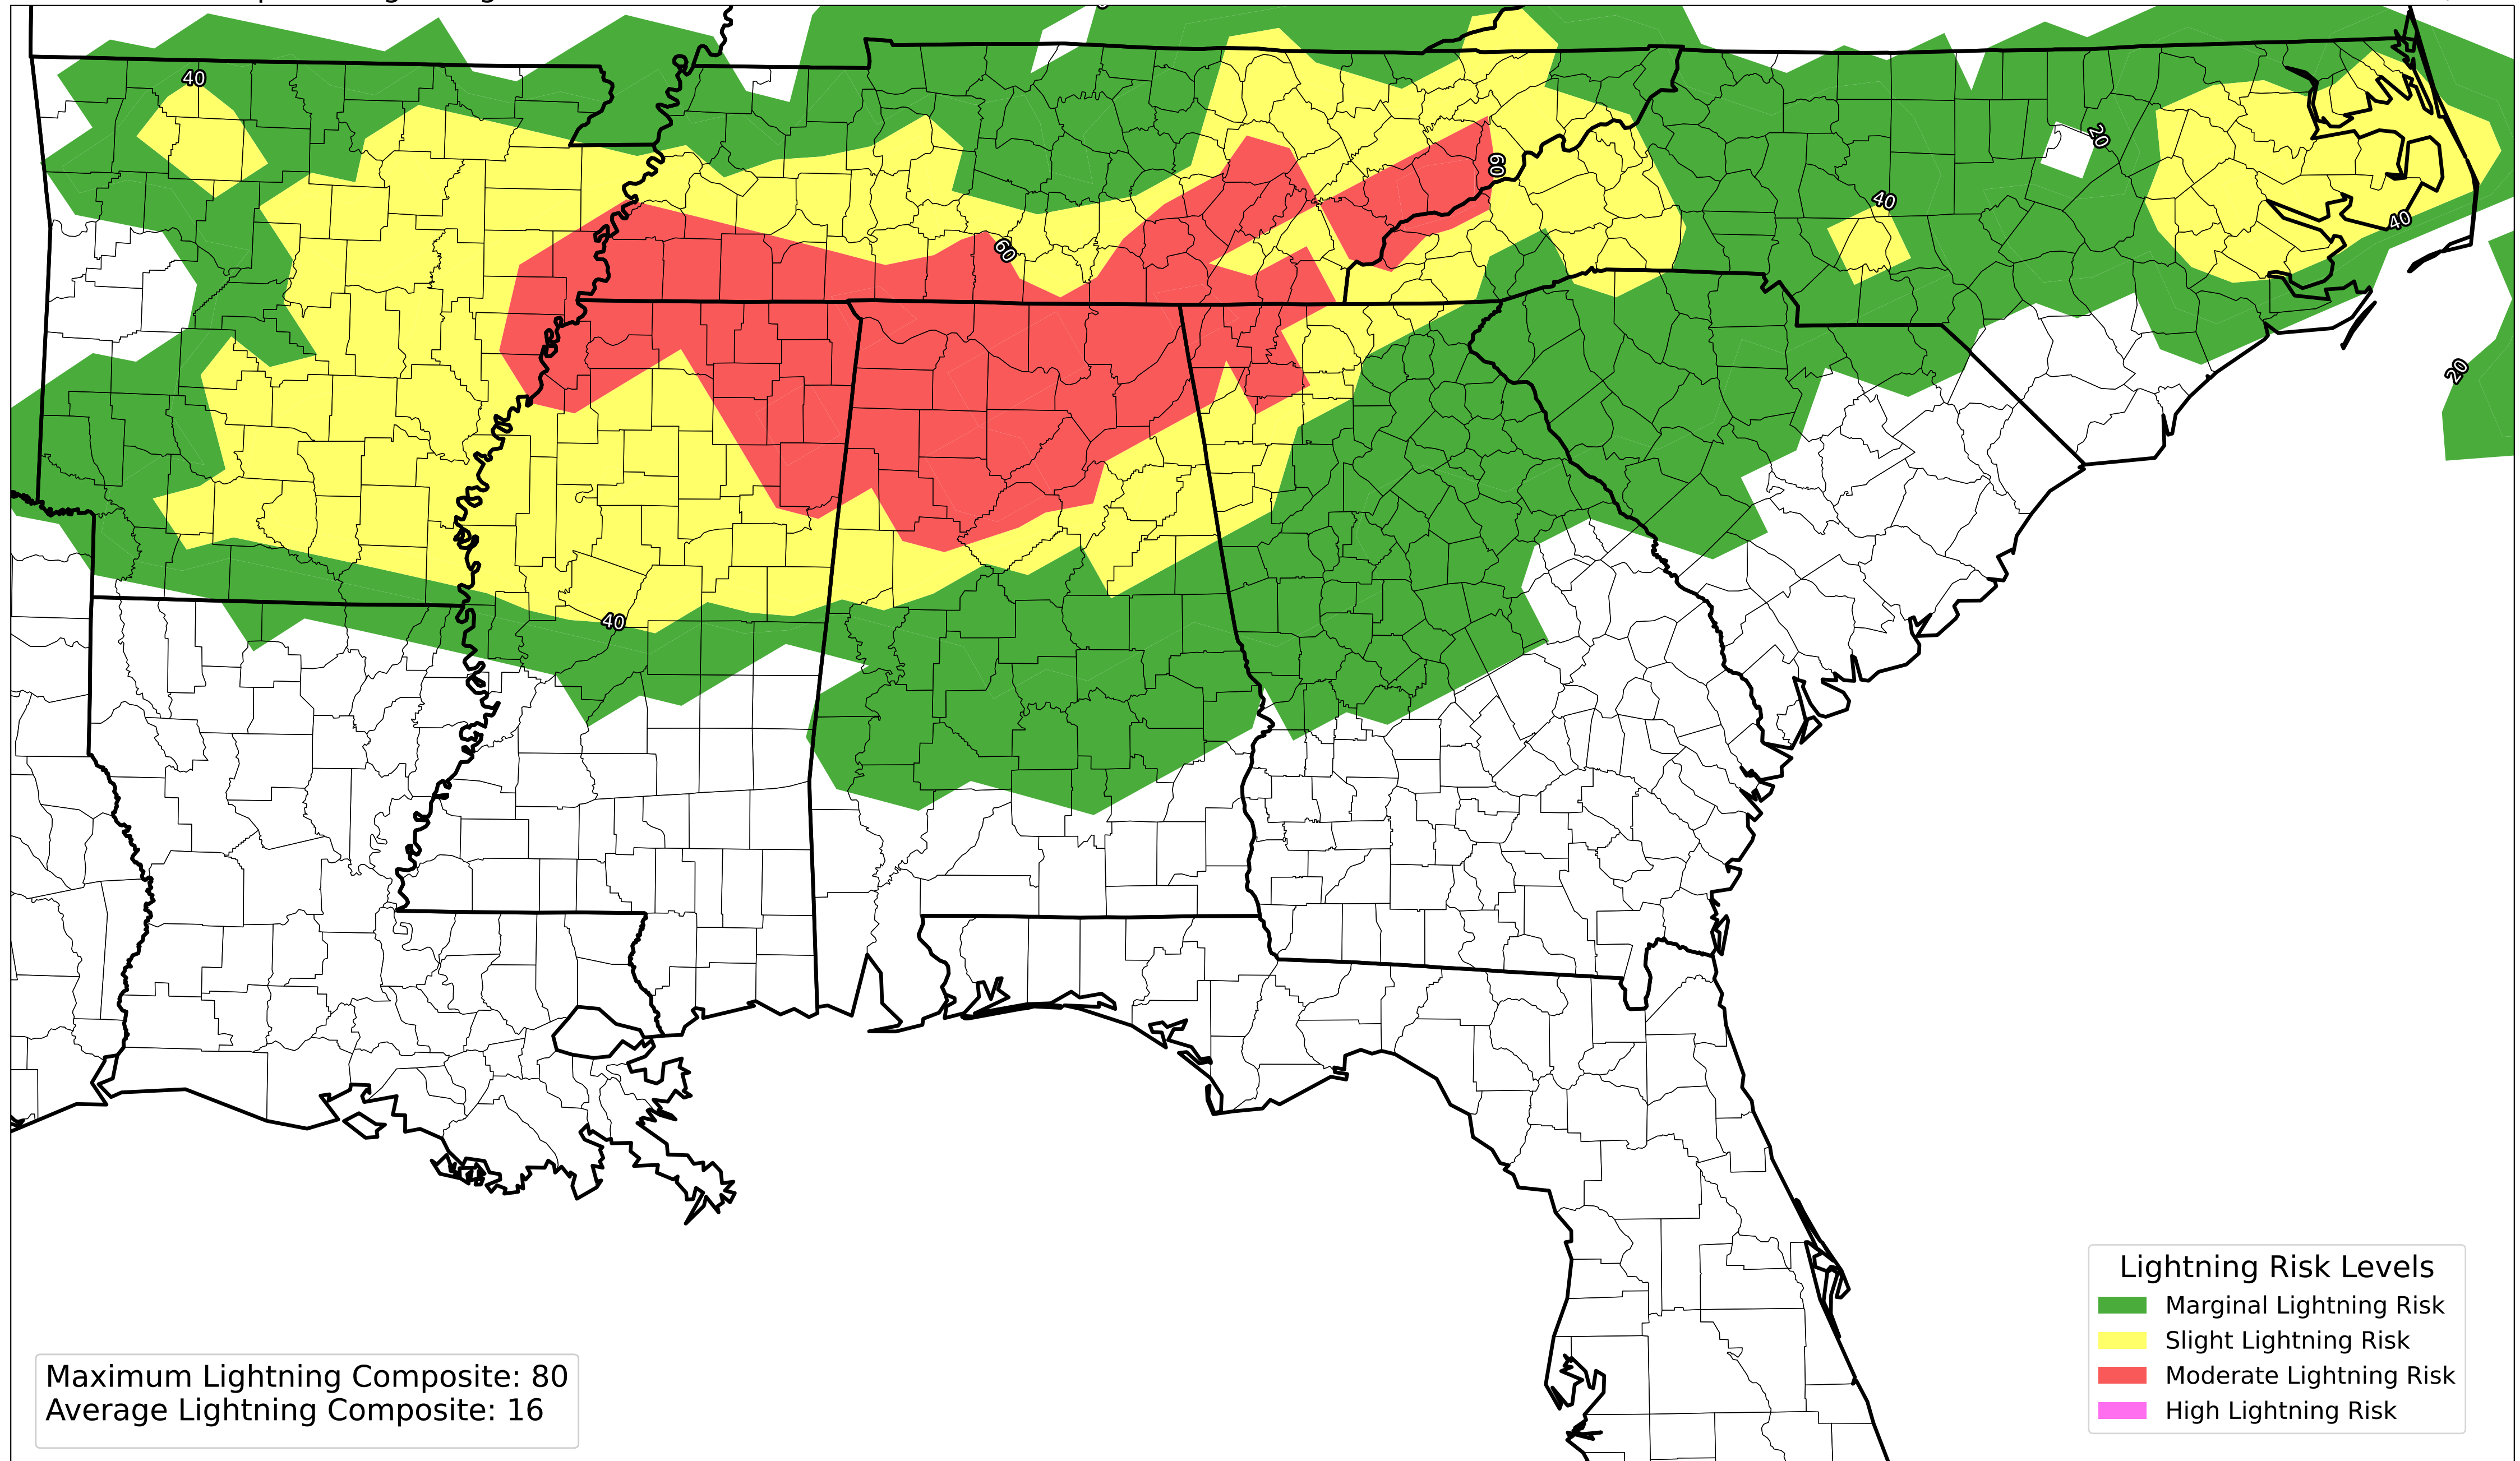 40
20
60
40
40
60
20
40
Lightning Risk Levels
Marginal Lightning Risk
Slight Lightning Risk
Moderate Lightning Risk
High Lightning Risk
Maximum Lightning Composite: 80
Average Lightning Composite: 16